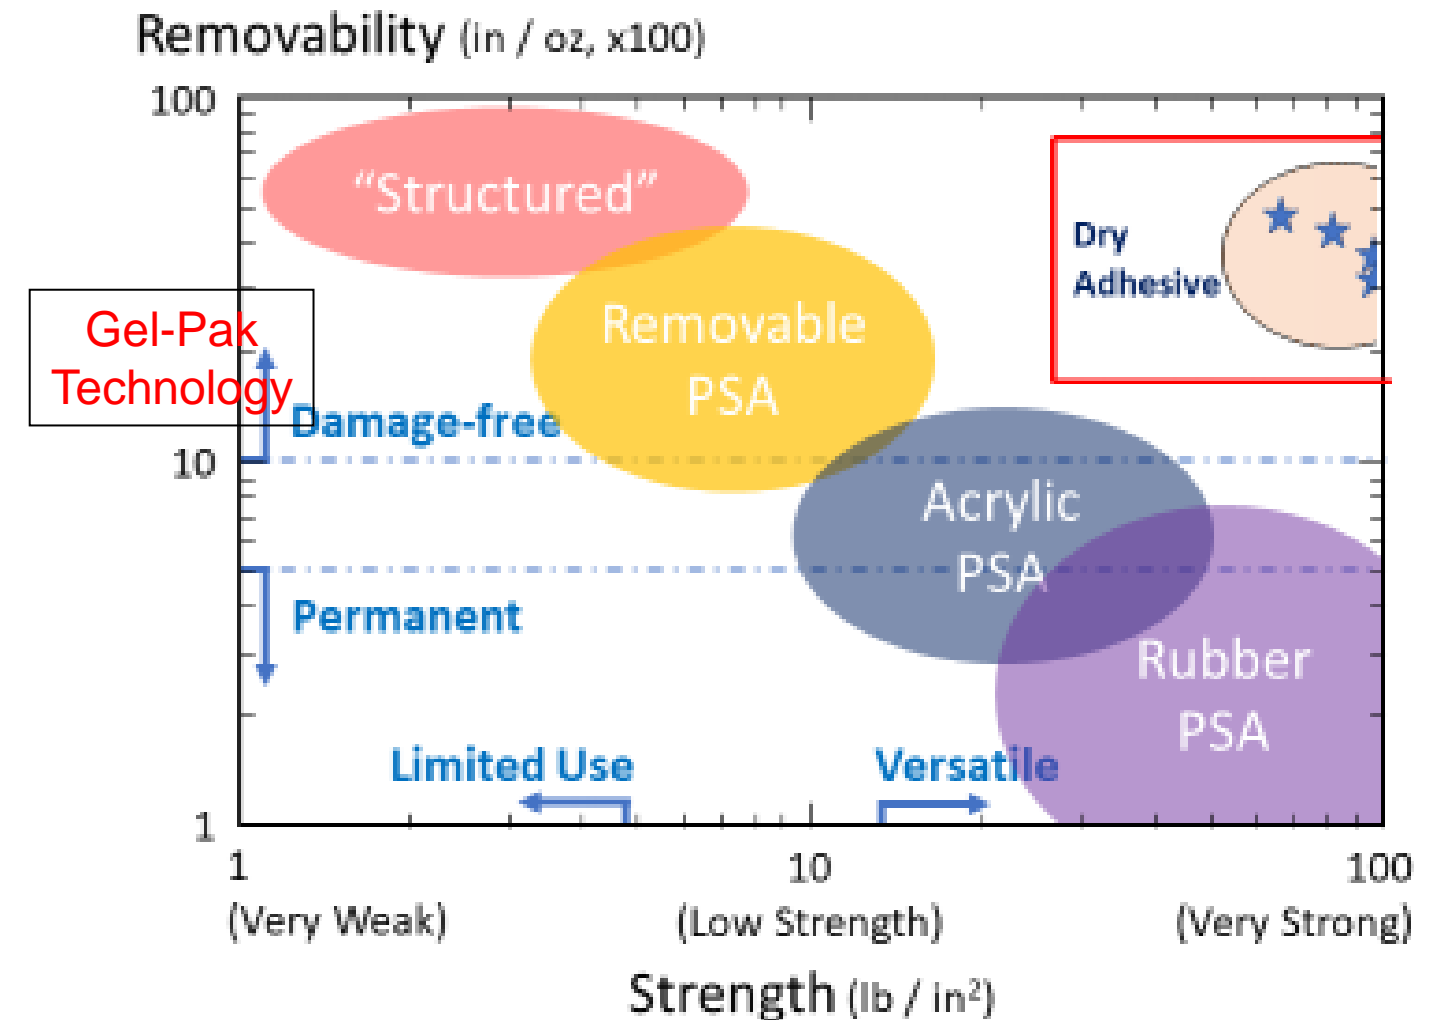 Removability (in / oz, x100)
100
“Structured”
Dry
Adhesive
Gel-Pak
Technology
Removable
PSA
Damage-free
10
Acrylic
PSA
Permanent
Rubber
PSA
Limited Use
Versatile
1
1
10
100
(Very Weak)
(Low Strength)
(Very Strong)
Strength (lb / in²)